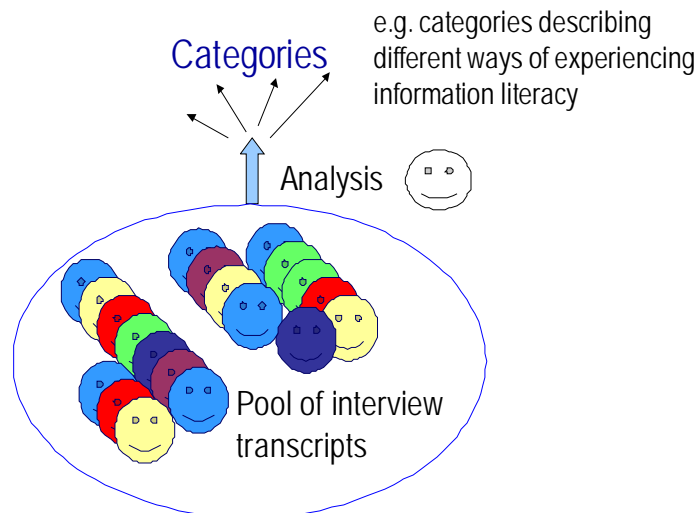 e.g. categories describing
different ways of experiencing
information literacy
Categories
Analysis
Pool of interview
transcripts